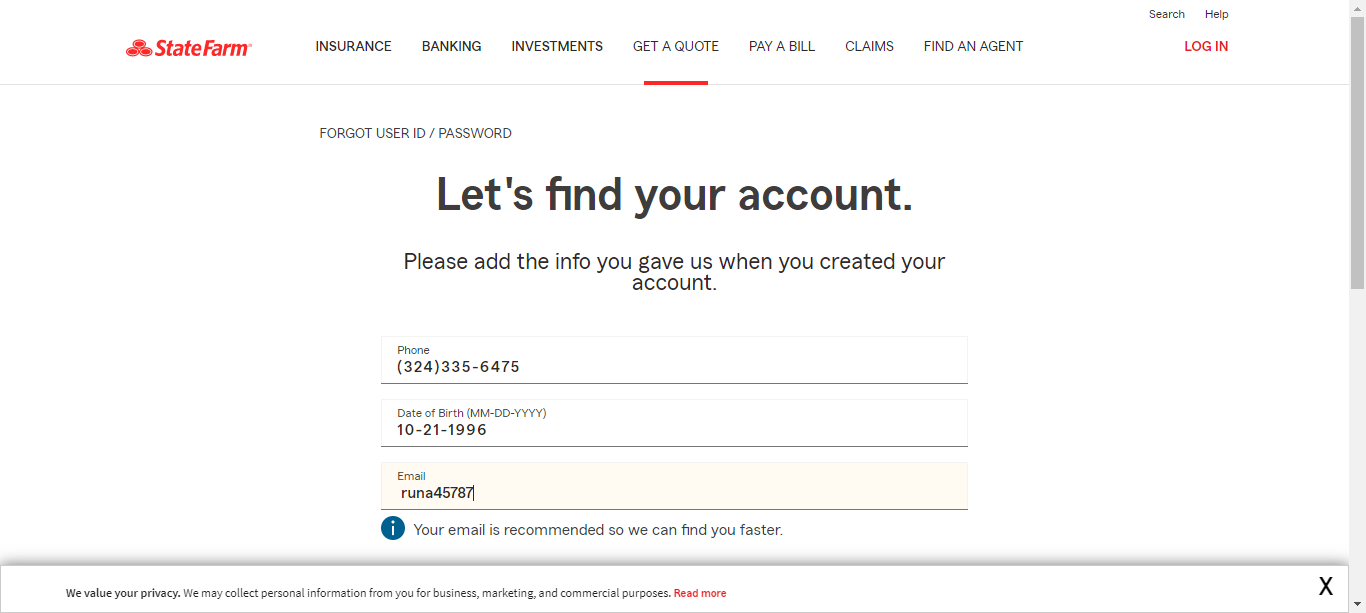 Search Help
State Farm
INSURANCE BANKING INVESTMENTS GET A QUOTE PAY A BILL CLAIMS FIND AN AGENT LOG IN
FORGOT USER ID / PASSWORD
Let's find your account.
Please add the info you gave us when you created your
account.
Phone
(324)335-6475
Date of Birth (MM-DD-YYYY)
10-21-1996
Email
runa45787
i Your email is recommended so we can find you faster.
We value your privacy. We may collect personal information from you for business, marketing, and commercial purposes. Read more X